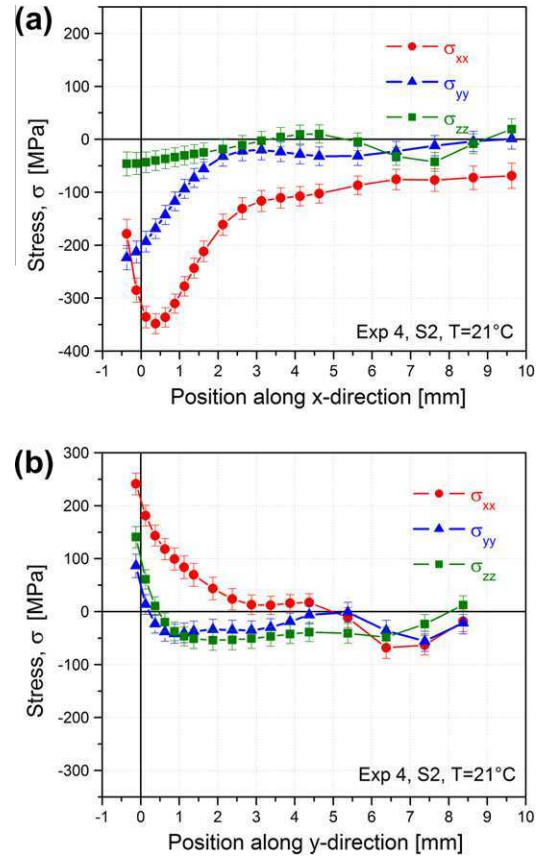 (a)
200
100
0
-100
-200
-300
-400
Stress, σ [MPa]
σxx
σyy
σzz
Exp 4, S2, T=21°C
-1 0 1 2 3 4 5 6 7 8 9 10
Position along x-direction [mm]
(b)
300
200
100
0
-100
-200
-300
Stress, σ [MPa]
σxx
σyy
σzz
Exp 4, S2, T=21°C
-1 0 1 2 3 4 5 6 7 8 9 10
Position along y-direction [mm]